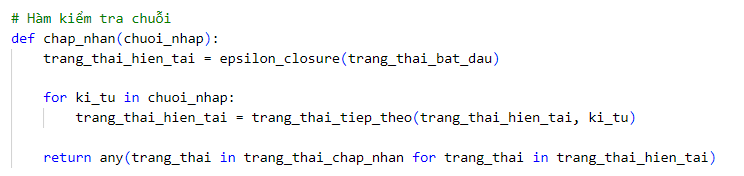 # Hàm kiểm tra chuỗi
def chap_nhan(chuoi_nhap):
    trang_thai_hien_tai = epsilon_closure(trang_thai_bat_dau)
    for ki_tu in chuoi_nhap:
        trang_thai_hien_tai = trang_thai_tiep_theo(trang_thai_hien_tai, ki_tu)
    return any(trang_thai in trang_thai_chap_nhan for trang_thai in trang_thai_hien_tai)